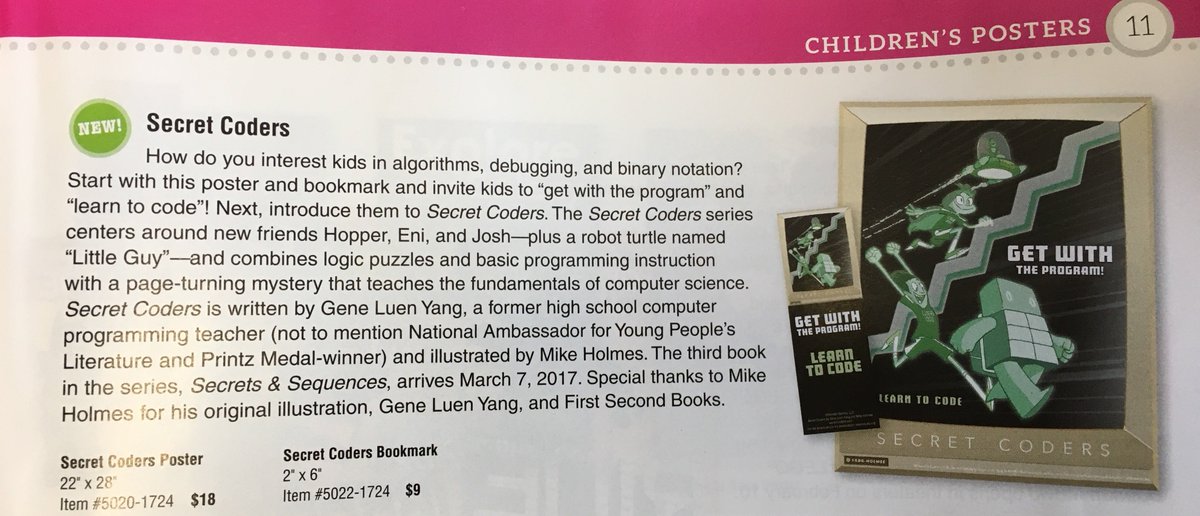 CHILDREN'S POSTERS 11
NEW!
Secret Coders
How do you interest kids in algorithms, debugging, and binary notation?
Start with this poster and bookmark and invite kids to “get with the program” and
“learn to code”! Next, introduce them to Secret Coders. The Secret Coders series
centers around new friends Hopper, Eni, and Josh—plus a robot turtle named
“Little Guy”—and combines logic puzzles and basic programming instruction
with a page-turning mystery that teaches the fundamentals of computer science.
Secret Coders is written by Gene Luen Yang, a former high school computer
programming teacher (not to mention National Ambassador for Young People’s
Literature and Printz Medal-winner) and illustrated by Mike Holmes. The third book
in the series, Secrets & Sequences, arrives March 7, 2017. Special thanks to Mike
Holmes for his original illustration, Gene Luen Yang, and First Second Books.
Secret Coders Poster
22" x 28"
Item #5020-1724 $18
Secret Coders Bookmark
2" x 6"
Item #5022-1724 $9
GET WITH
THE PROGRAM!
LEARN
TO CODE
GET WITH
THE PROGRAM!
LEARN TO CODE
SECRET CODERS